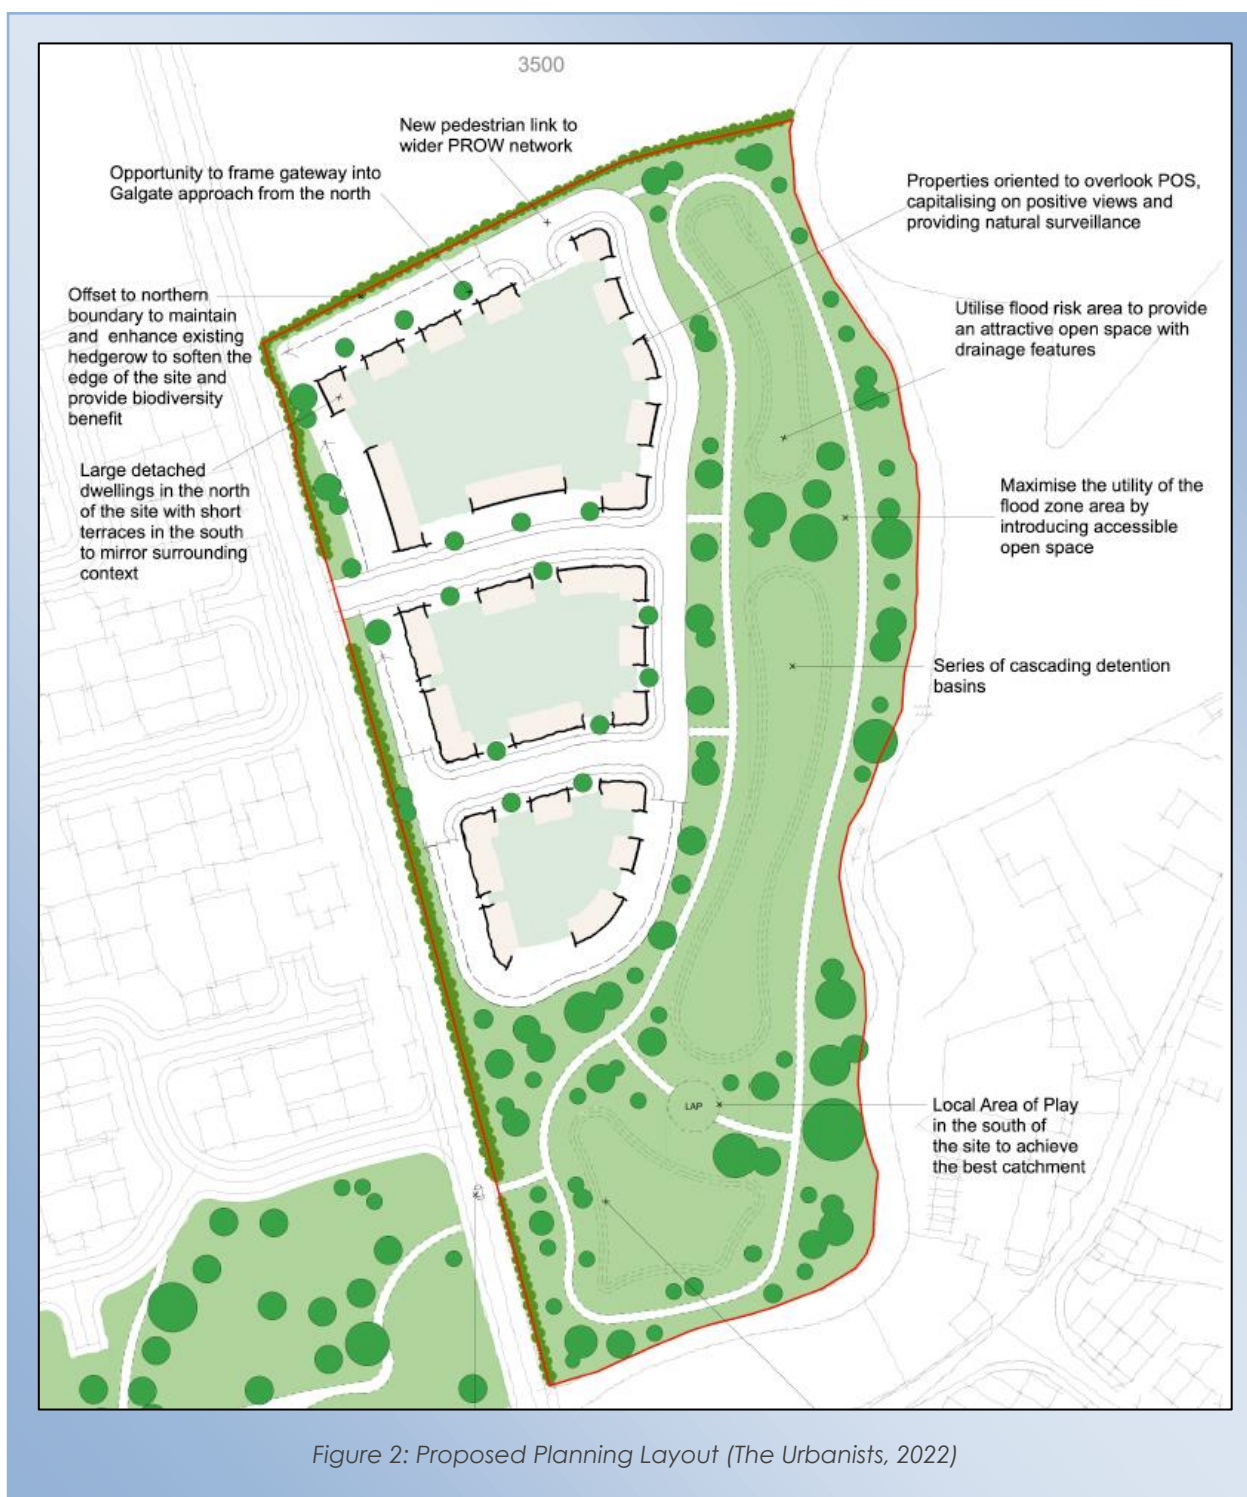 3500
New pedestrian link to
wider PROW network
Opportunity to frame gateway into
Galgate approach from the north
Properties oriented to overlook POS,
capitalising on positive views and
providing natural surveillance
Offset to northern
boundary to maintain
and enhance existing
hedgerow to soften the
edge of the site and
provide biodiversity
benefit
Utilise flood risk area to provide
an attractive open space with
drainage features
Large detached
dwellings in the north
of the site with short
terraces in the south
to mirror surrounding
context
Maximise the utility of the
flood zone area by
introducing accessible
open space
Series of cascading detention
basins
LAP
Local Area of Play
in the south of
the site to achieve
the best catchment
Figure 2: Proposed Planning Layout (The Urbanists, 2022)